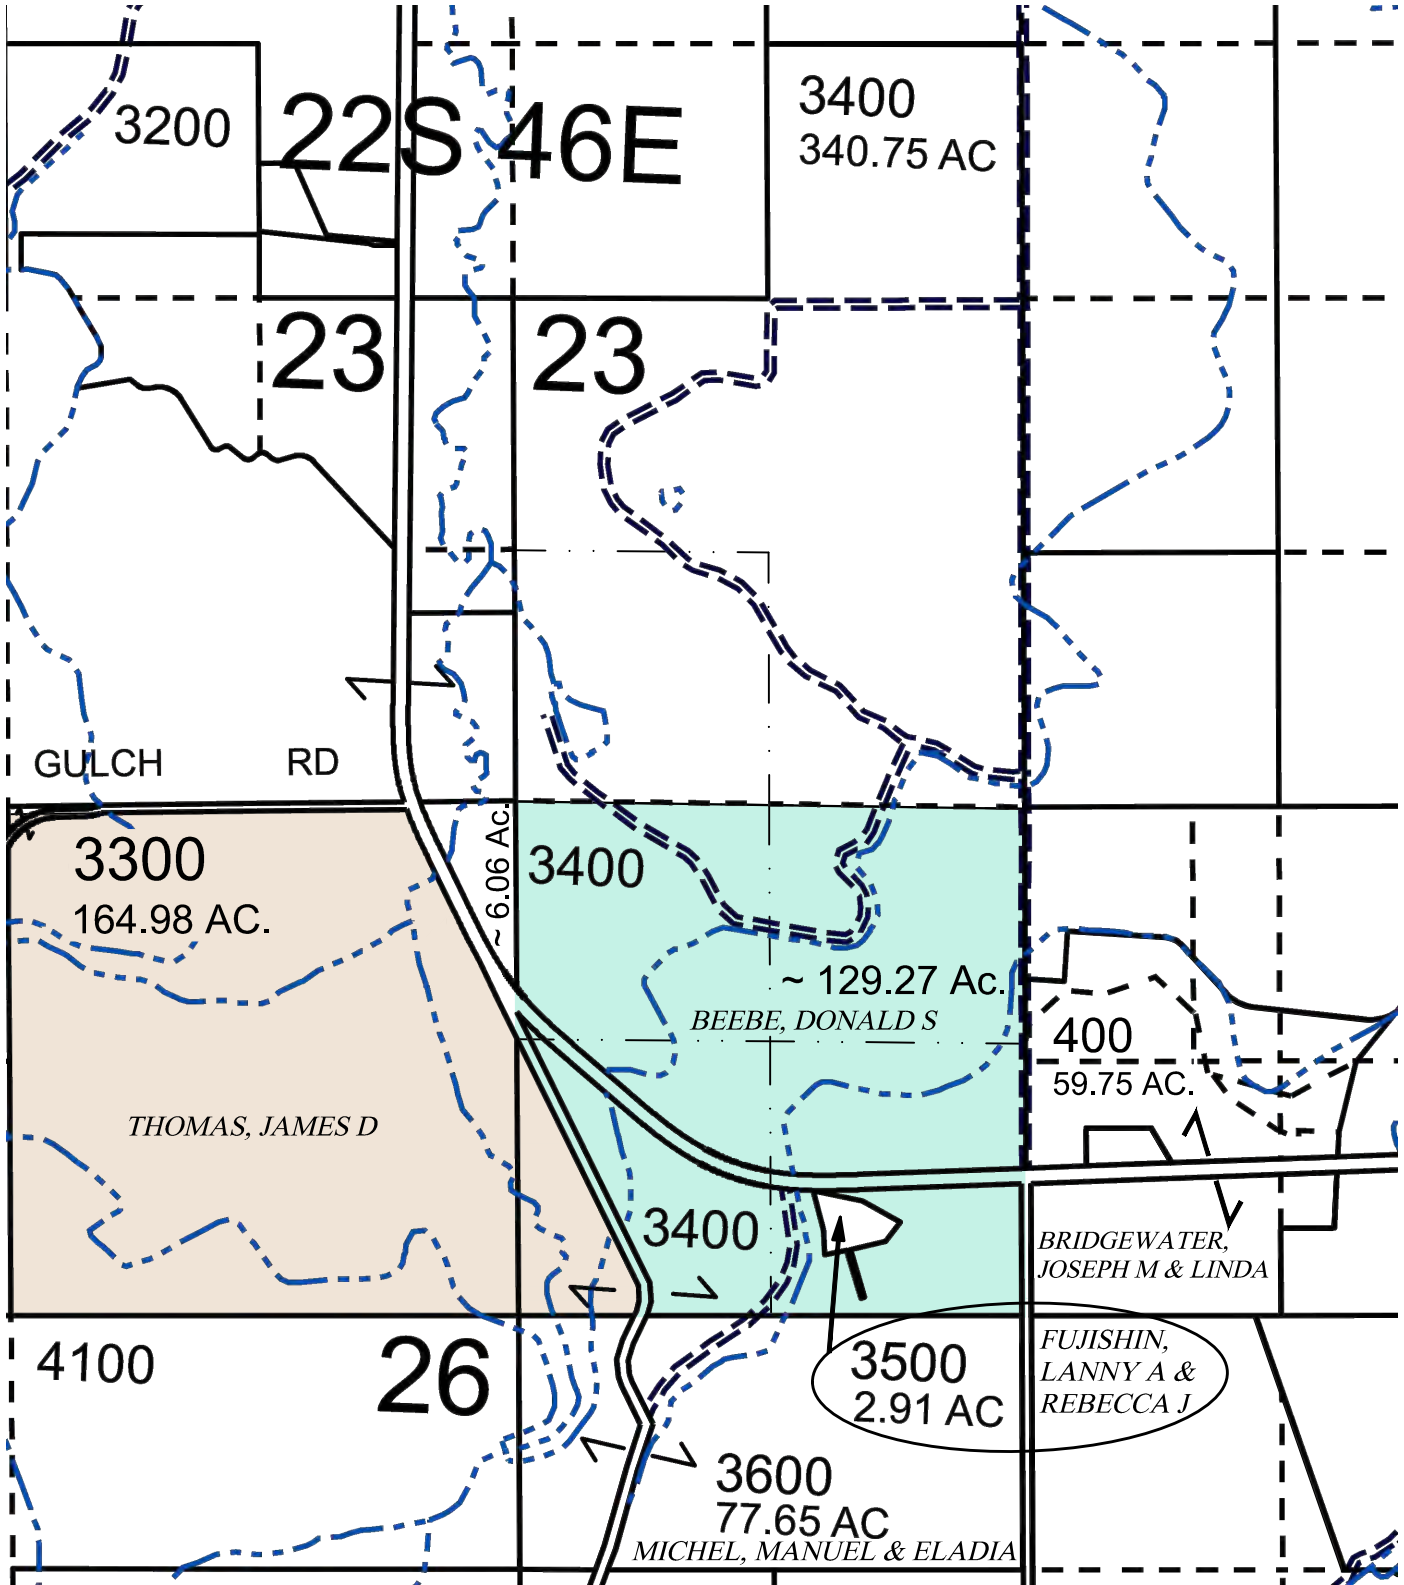 3200
22S 46E
3400
340.75 AC
23
23
GULCH RD
3300
164.98 AC.
~ 6.06 Ac.
3400
~ 129.27 Ac.
BEEBE, DONALD S
400
59.75 AC.
THOMAS, JAMES D
3400
BRIDGEWATER,
JOSEPH M & LINDA
4100
26
3500
2.91 AC
FUJISHIN,
LANNY A &
REBECCA J
3600
77.65 AC
MICHEL, MANUEL & ELADIA